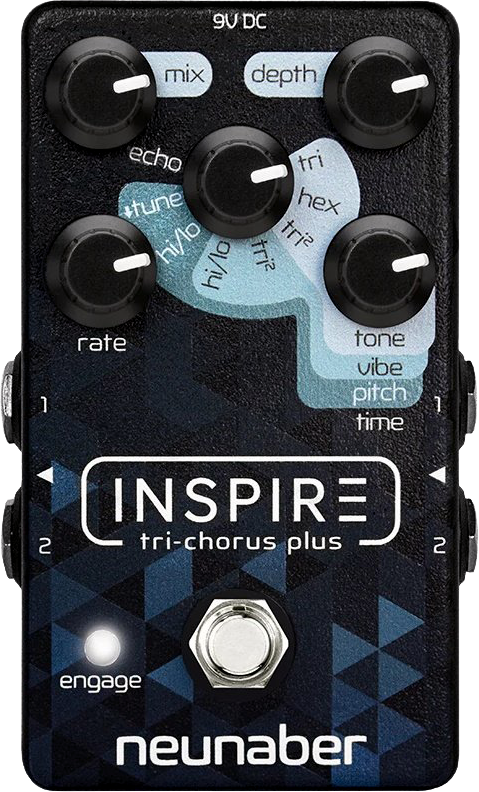 9V DC
mix
depth
echo
tri
↓tune
hex
hi/lo
tri²
hi/lo
tri²
rate
tone
vibe
pitch
time
1
1
INSPIRE
tri-chorus plus
2
2
engage
neunaber